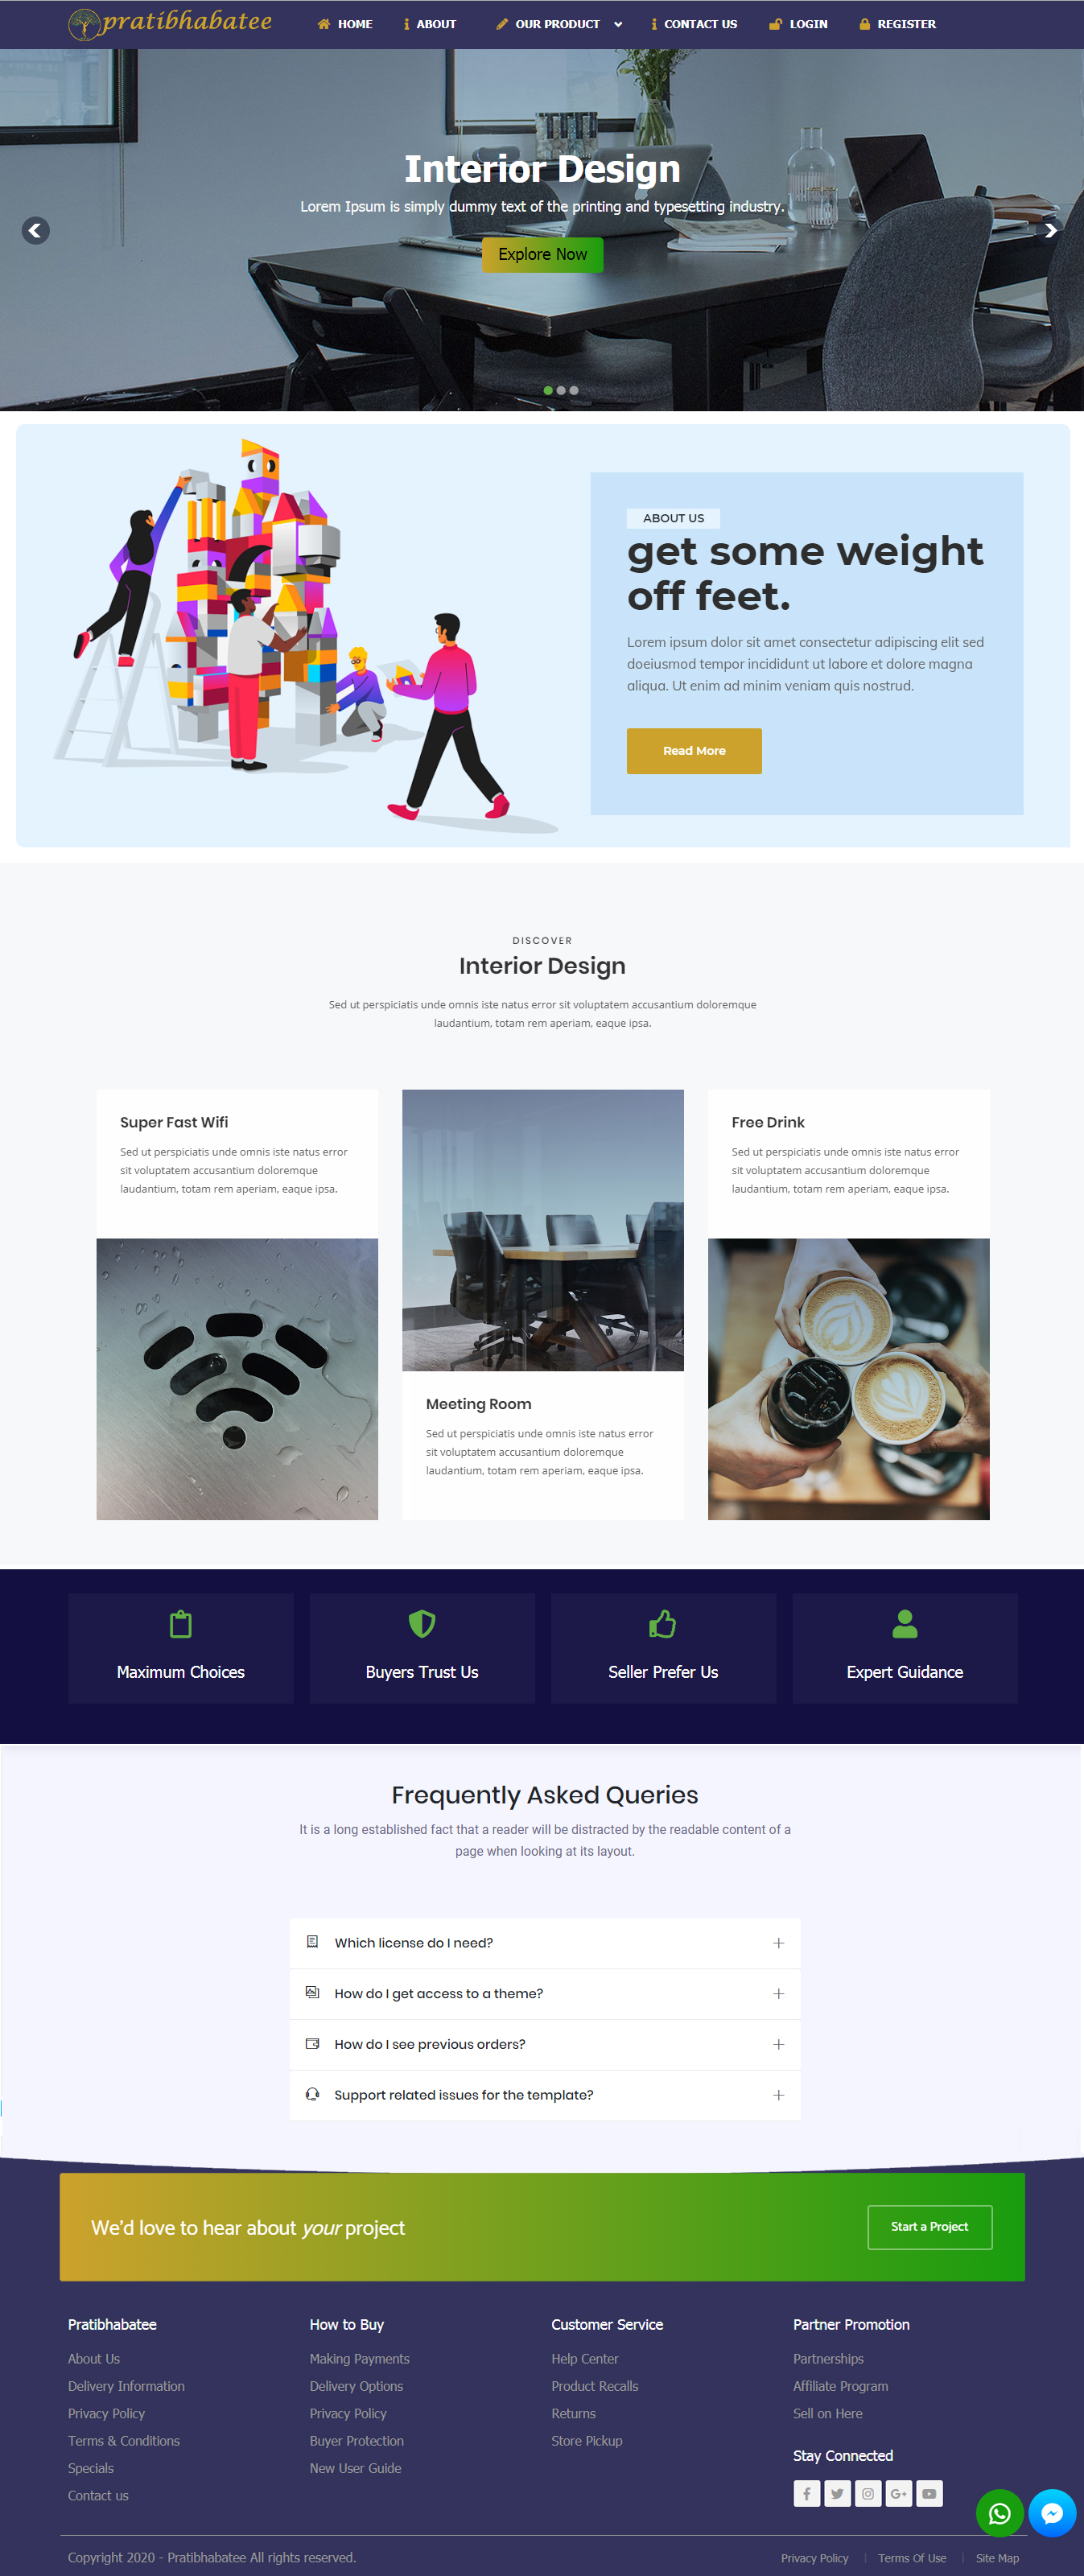 pratibhabatee
HOME ABOUT OUR PRODUCT CONTACT US LOGIN REGISTER
Interior Design
Lorem Ipsum is simply dummy text of the printing and typesetting industry.
Explore Now
ABOUT US
get some weight
off feet.
Lorem ipsum dolor sit amet consectetur adipiscing elit sed
doeiusmod tempor incididunt ut labore et dolore magna
aliqua. Ut enim ad minim veniam quis nostrud.
Read More
DISCOVER
Interior Design
Sed ut perspiciatis unde omnis iste natus error sit voluptatem accusantium doloremque
laudantium, totam rem aperiam, eaque ipsa.
Super Fast Wifi
Sed ut perspiciatis unde omnis iste natus error
sit voluptatem accusantium doloremque
laudantium, totam rem aperiam, eaque ipsa.
Meeting Room
Sed ut perspiciatis unde omnis iste natus error
sit voluptatem accusantium doloremque
laudantium, totam rem aperiam, eaque ipsa.
Free Drink
Sed ut perspiciatis unde omnis iste natus error
sit voluptatem accusantium doloremque
laudantium, totam rem aperiam, eaque ipsa.
Maximum Choices
Buyers Trust Us
Seller Prefer Us
Expert Guidance
Frequently Asked Queries
It is a long established fact that a reader will be distracted by the readable content of a
page when looking at its layout.
Which license do I need?
How do I get access to a theme?
How do I see previous orders?
Support related issues for the template?
We'd love to hear about your project
Start a Project
Pratibhabatee
About Us
Delivery Information
Privacy Policy
Terms & Conditions
Specials
Contact us
How to Buy
Making Payments
Delivery Options
Privacy Policy
Buyer Protection
New User Guide
Customer Service
Help Center
Product Recalls
Returns
Store Pickup
Partner Promotion
Partnerships
Affiliate Program
Sell on Here
Stay Connected
Copyright 2020 - Pratibhabatee All rights reserved.
Privacy Policy | Terms Of Use | Site Map